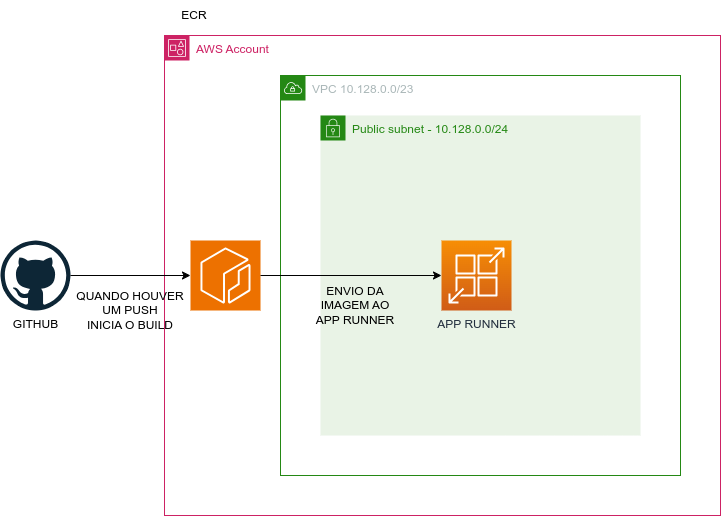 ECR
AWS Account
VPC 10.128.0.0/23
Public subnet - 10.128.0.0/24
QUANDO HOUVER
UM PUSH
INICIA O BUILD
GITHUB
ENVIO DA
IMAGEM AO
APP RUNNER
APP RUNNER